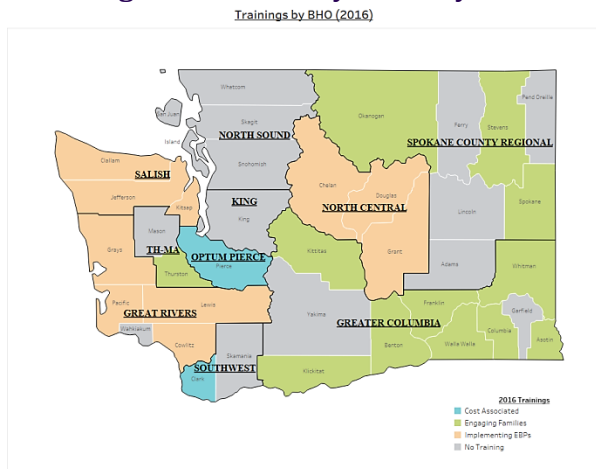 Trainings by BHO (2016)
Whatcom
San Juan
Skagit
Island
NORTH SOUND
Snohomish
Okanogan
Ferry
Stevens
Pend Oreille
SPOKANE COUNTY REGIONAL
Clallam
SALISH
Jefferson
Kitsap
KING
King
Chelan
Douglas
NORTH CENTRAL
Grant
Lincoln
Spokane
Mason
Grays
TH-MA
OPTUM PIERCE
Pierce
Thurston
Kittitas
Adams
Whitman
Pacific
Lewis
GREAT RIVERS
Wahkiakum
Cowlitz
Yakima
GREATER COLUMBIA
Franklin
Garfield
Benton
Walla Walla
Columbia
Asotin
Skamania
SOUTHWEST
Clark
Klickitat
2016 Trainings
Cost Associated
Engaging Families
Implementing EBPs
No Training